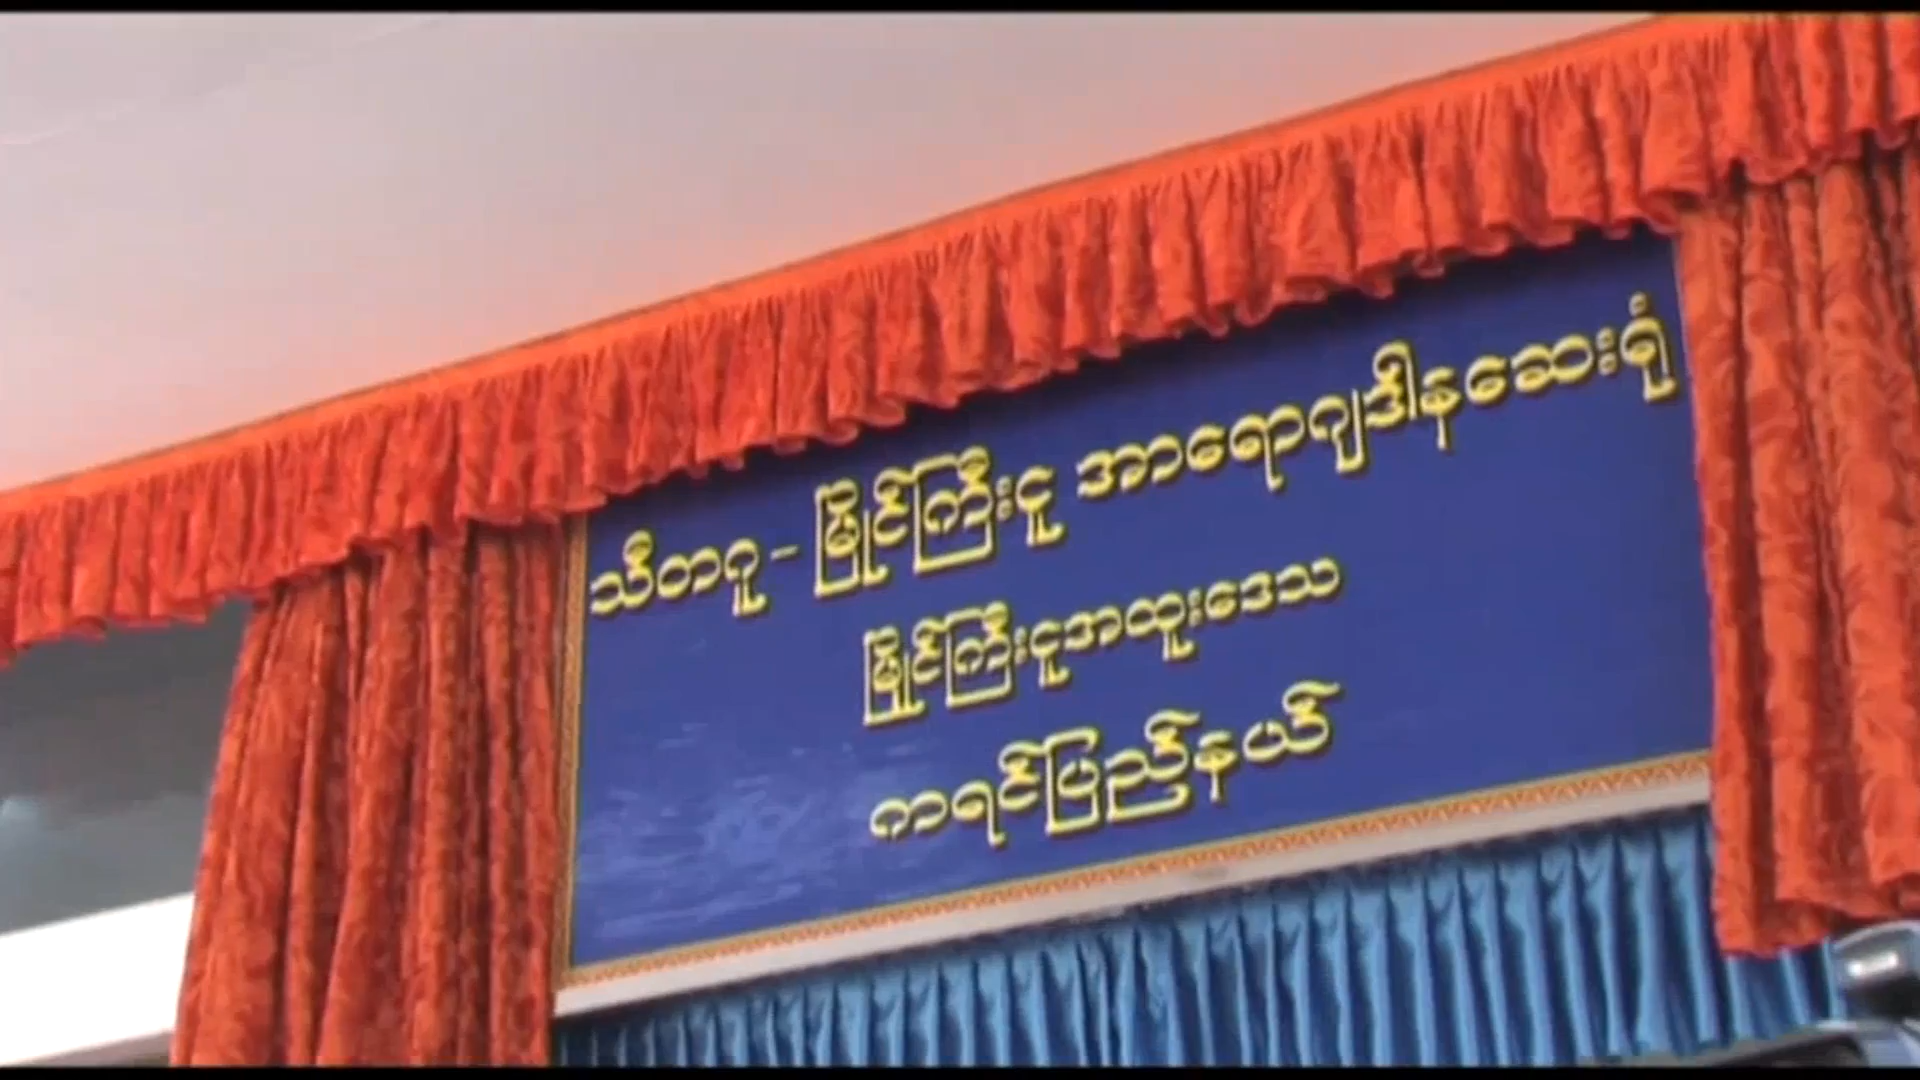 သီတဂူ – မြိုင်ကြီးငူ အာရောဂျဒါနဆေးရုံ
မြိုင်ကြီးငူအထူးဒေသ
ကရင်ပြည်နယ်